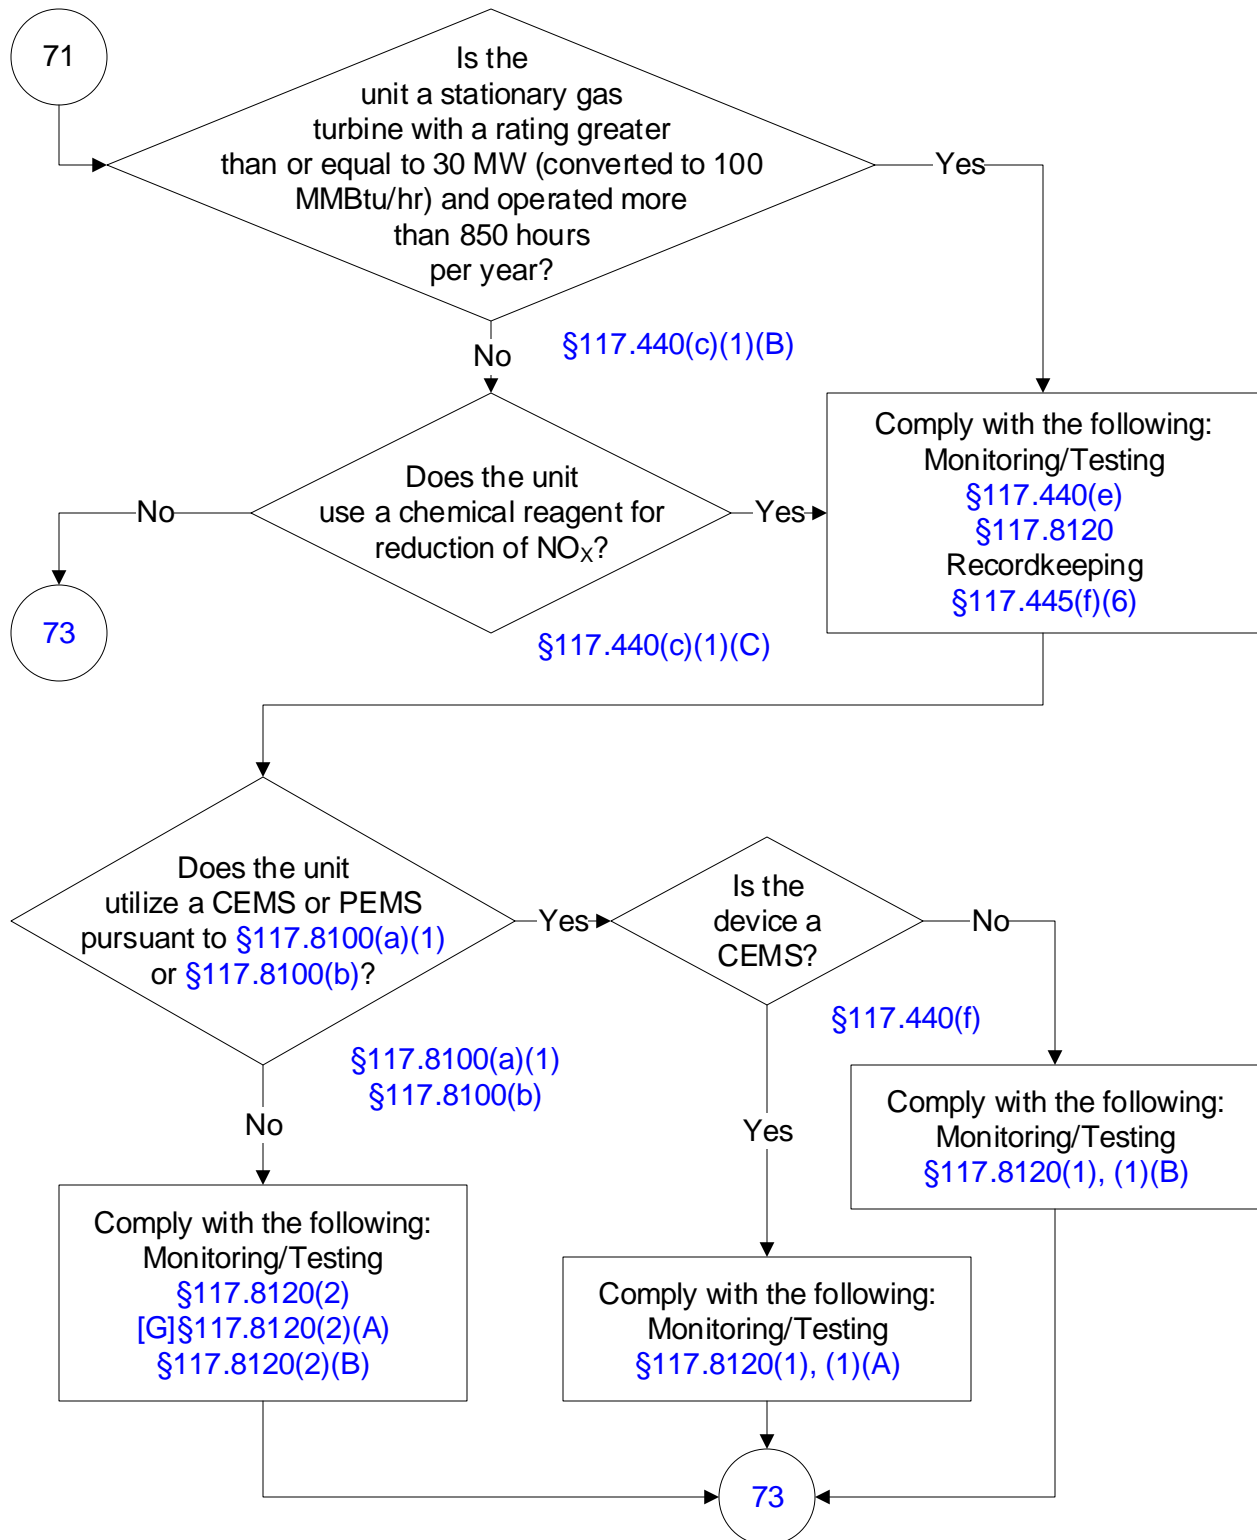 71
Is the
unit a stationary gas
turbine with a rating greater
than or equal to 30 MW (converted to 100
MMBtu/hr) and operated more
than 850 hours
per year?
Yes
No
§117.440(c)(1)(B)
Does the unit
use a chemical reagent for
reduction of NOX?
No
Yes
73
§117.440(c)(1)(C)
Comply with the following:
Monitoring/Testing
§117.440(e)
§117.8120
Recordkeeping
§117.445(f)(6)
Does the unit
utilize a CEMS or PEMS
pursuant to §117.8100(a)(1)
or §117.8100(b)?
Yes
Is the
device a
CEMS?
No
§117.440(f)
§117.8100(a)(1)
§117.8100(b)
No
Yes
Comply with the following:
Monitoring/Testing
§117.8120(1), (1)(B)
Comply with the following:
Monitoring/Testing
§117.8120(2)
[G]§117.8120(2)(A)
§117.8120(2)(B)
Comply with the following:
Monitoring/Testing
§117.8120(1), (1)(A)
73